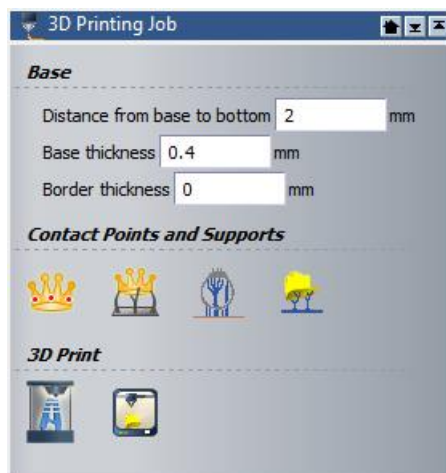 3D Printing Job
Base
Distance from base to bottom 2 mm
Base thickness 0.4 mm
Border thickness 0 mm
Contact Points and Supports
3D Print